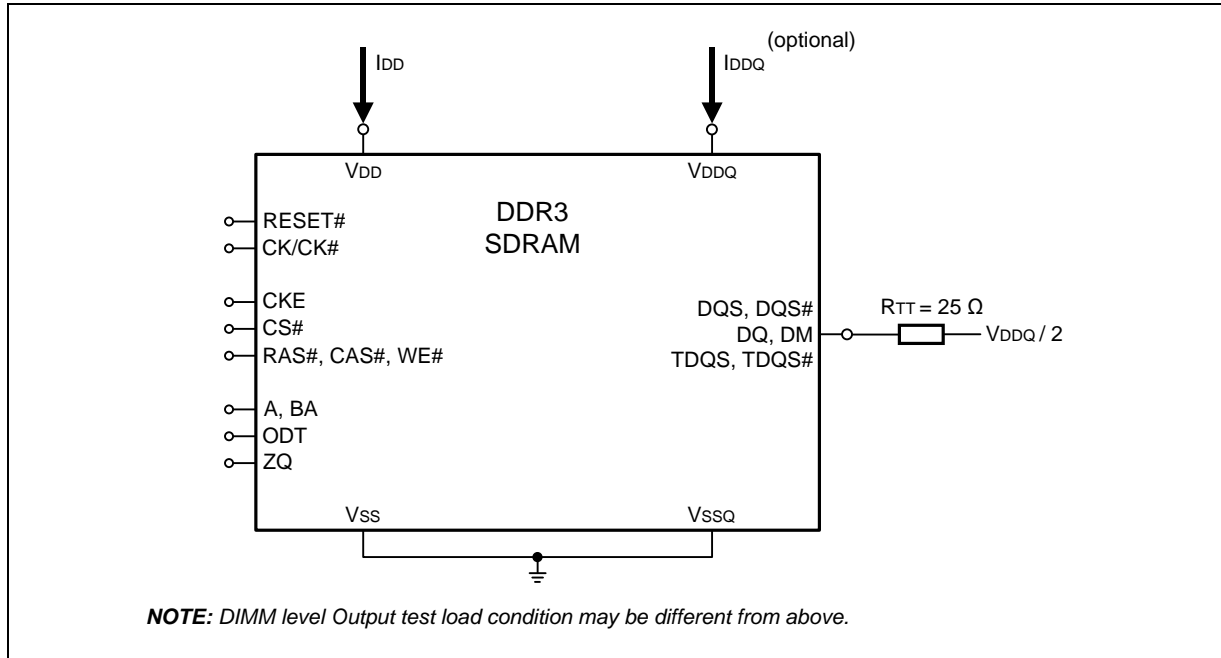 (optional)
IDD
IDDQ
VDD
VDDQ
DDR3
SDRAM
RESET#
CK/CK#
CKE
CS#
RAS#, CAS#, WE#
A, BA
ODT
ZQ
DQS, DQS#
DQ, DM
TDQS, TDQS#
RTT = 25 Ω
VDDQ / 2
VSS
VSSQ
NOTE: DIMM level Output test load condition may be different from above.